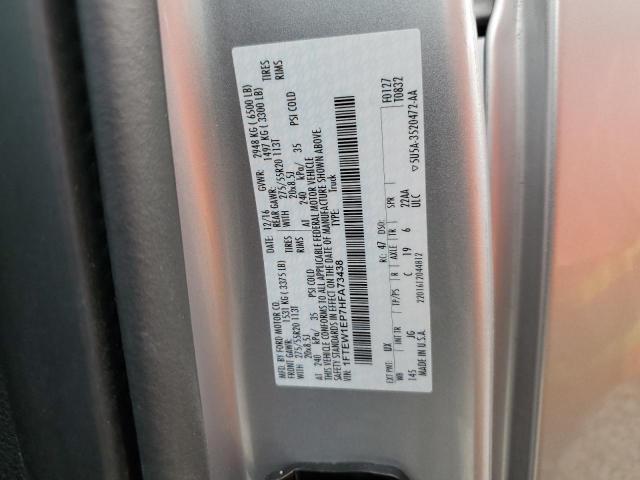 MFD. BY FORD MOTOR CO.
DATE: 12/16 GVWR: 2948 KG ( 6500 LB)
FRONT GAWR: 1531 KG ( 3375 LB) REAR GAWR: 1497 KG ( 3300 LB)
WITH 275/55R20 113T TIRES WITH 275/55R20 113T TIRES
20x8.5J RIMS 20x8.5J RIMS
AT 240 kPa/ 35 PSI COLD AT 240 kPa/ 35 PSI COLD
THIS VEHICLE CONFORMS TO ALL APPLICABLE FEDERAL MOTOR VEHICLE
SAFETY STANDARDS IN EFFECT ON THE DATE OF MANUFACTURE SHOWN ABOVE.
VIN: 1FTEW1EP7HFA73438 TYPE: Truck
F0127
T0832
EXT PNT: UX RC: 47 DSO:
WB INT TR TP/PS R AXLE TR SPR
145 JG C 19 6 22AA
ULC
2201612044812
▽5U5A-3520472-AA